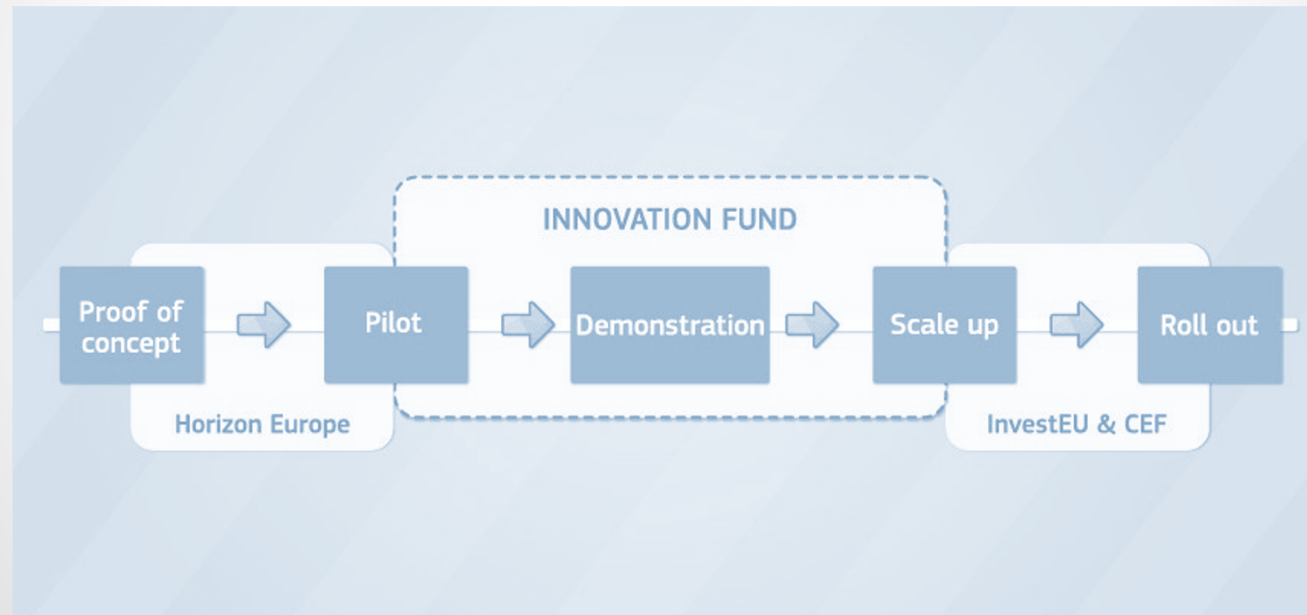 INNOVATION FUND
Proof of
concept
Pilot
Demonstration
Scale up
Roll out
Horizon Europe
InvestEU & CEF